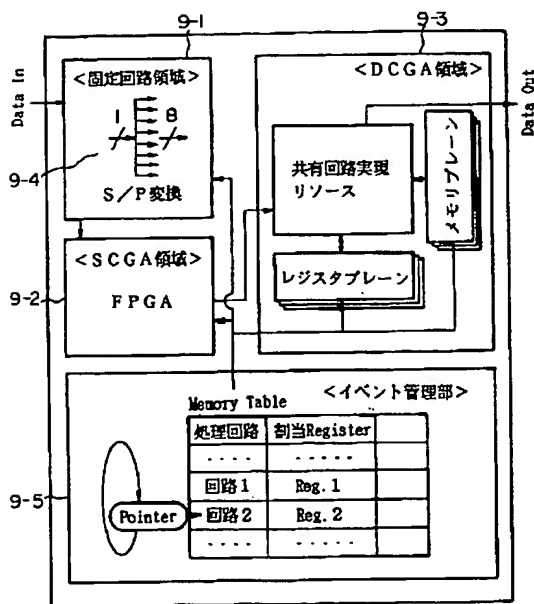 9-1
9-3
Data In
<固定回路領域>
1
8
9-4
S/P変換
<DCGA領域>
Data Out
共有回路実現
リソース
メモリプレーン
レジスタプレーン
<SCGA領域>
9-2
FPGA
<イベント管理部>
Memory Table
処理回路 割当Register
. . . . . . . . .
回路1 Reg.1
9-5
Pointer
回路2 Reg.2
. . . . . . . . .